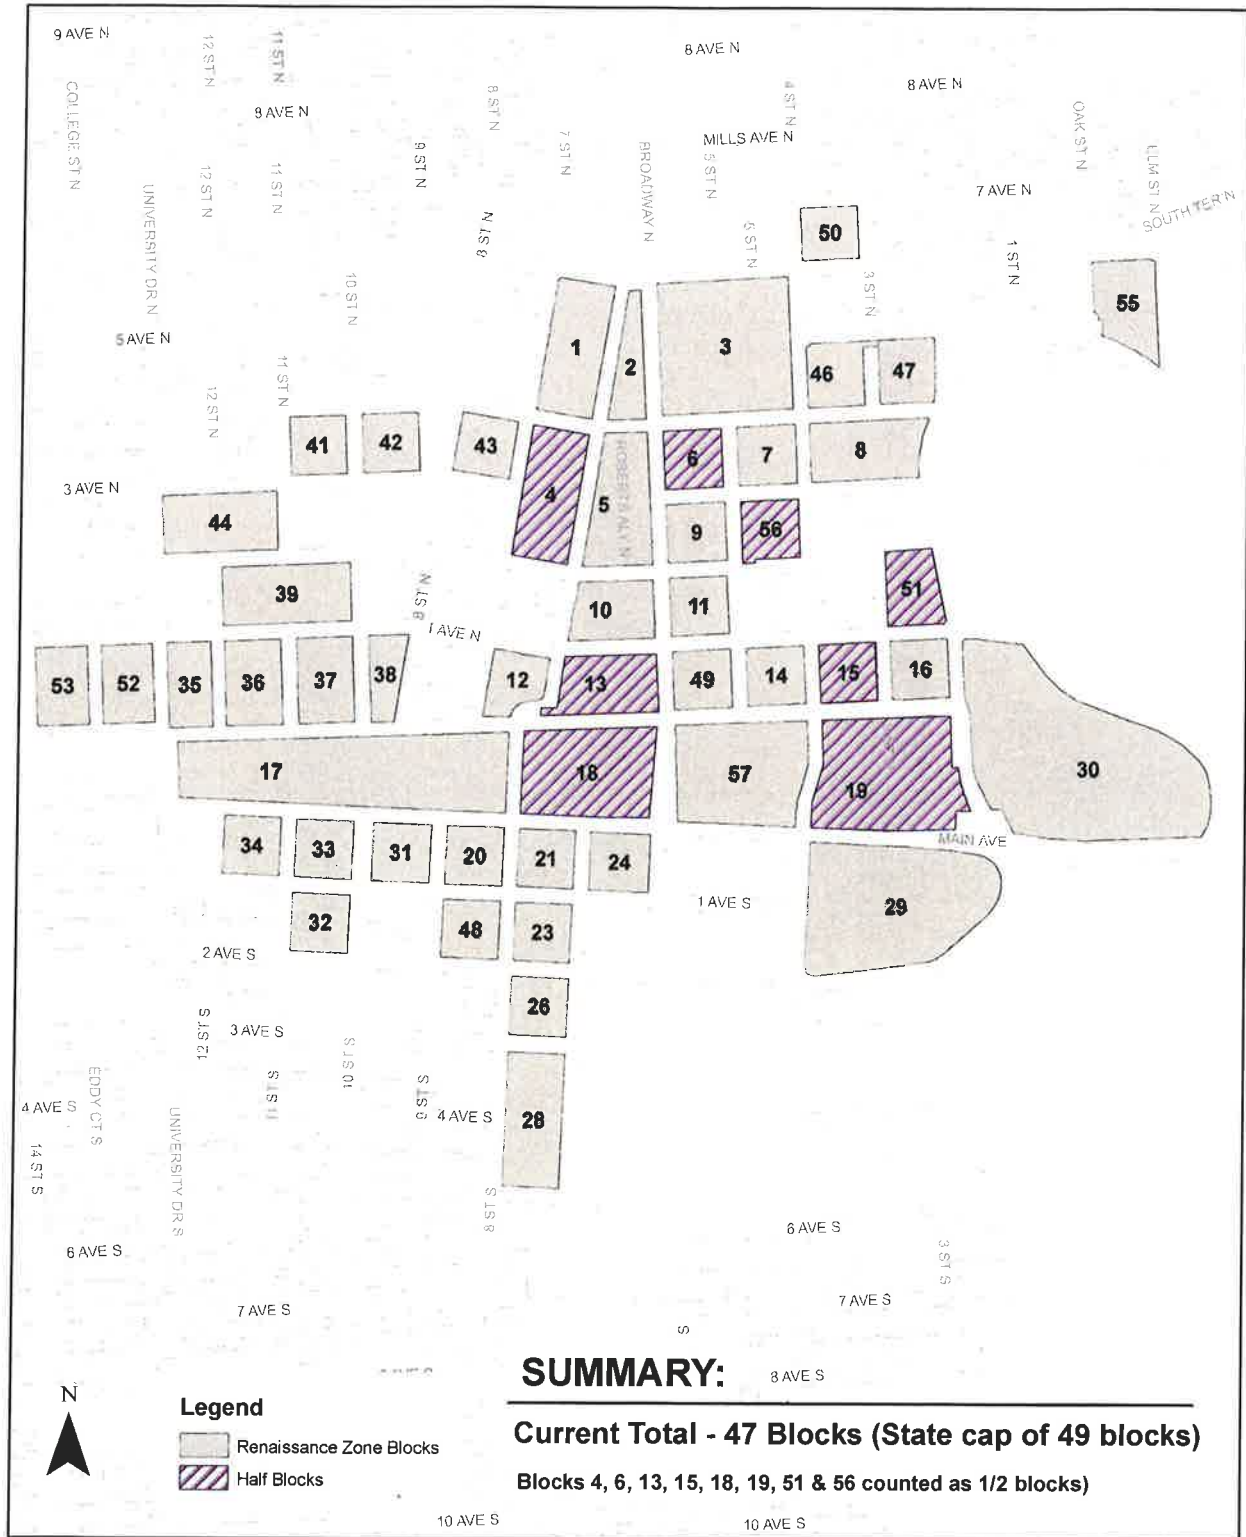 9 AVE N
12 ST N
11 ST N
8 AVE N
8 AVE N
COLLEGE ST N
8 ST N
4 ST N
9 AVE N
7 ST N
MILLS AVE N
OAK ST N
9 ST N
BROADWAY N
5 ST N
ELM ST N
12 ST N
11 ST N
7 AVE N
SOUTH TER N
UNIVERSITY DR N
8 ST N
5 ST N
50
1 ST N
10 ST N
3 ST N
55
5 AVE N
1
2
3
46
47
12 ST N
11 ST N
41
42
43
4
ROBERTS ALY N
5
6
7
8
3 AVE N
44
9
56
39
8 ST N
10
11
51
1 AVE N
53
52
35
36
37
38
12
13
49
14
15
16
17
18
57
19
30
MAIN AVE
34
33
31
20
21
24
1 AVE S
29
32
48
23
2 AVE S
26
12 ST S
3 AVE S
10 ST S
EDDY CT S
11 ST S
9 ST S
4 AVE S
4 AVE S
28
UNIVERSITY DR S
14 ST S
8 ST S
6 AVE S
6 AVE S
3 ST S
7 AVE S
7 AVE S
S
SUMMARY:
8 AVE S
N
Legend
Renaissance Zone Blocks
Half Blocks
Current Total - 47 Blocks (State cap of 49 blocks)
Blocks 4, 6, 13, 15, 18, 19, 51 & 56 counted as 1/2 blocks)
10 AVE S
10 AVE S